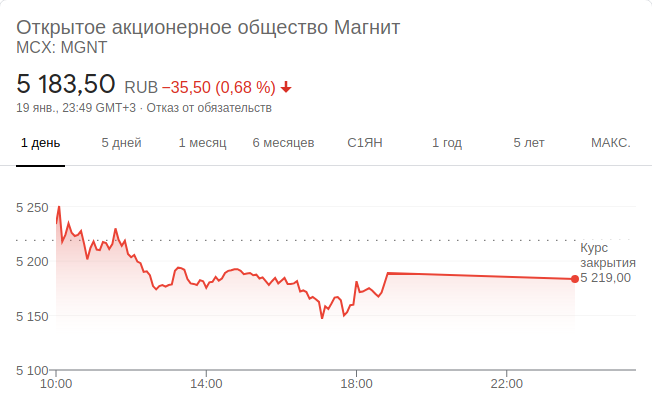 Открытое акционерное общество Магнит
MCX: MGNT
5 183,50 RUB −35,50 (0,68 %)
19 янв., 23:49 GMT+3 · Отказ от обязательств
1 день 5 дней 1 месяц 6 месяцев С1ЯН 1 год 5 лет МАКС.
5 250
Курс
закрытия
5 200
5 219,00
5 150
5 100
10:00 14:00 18:00 22:00